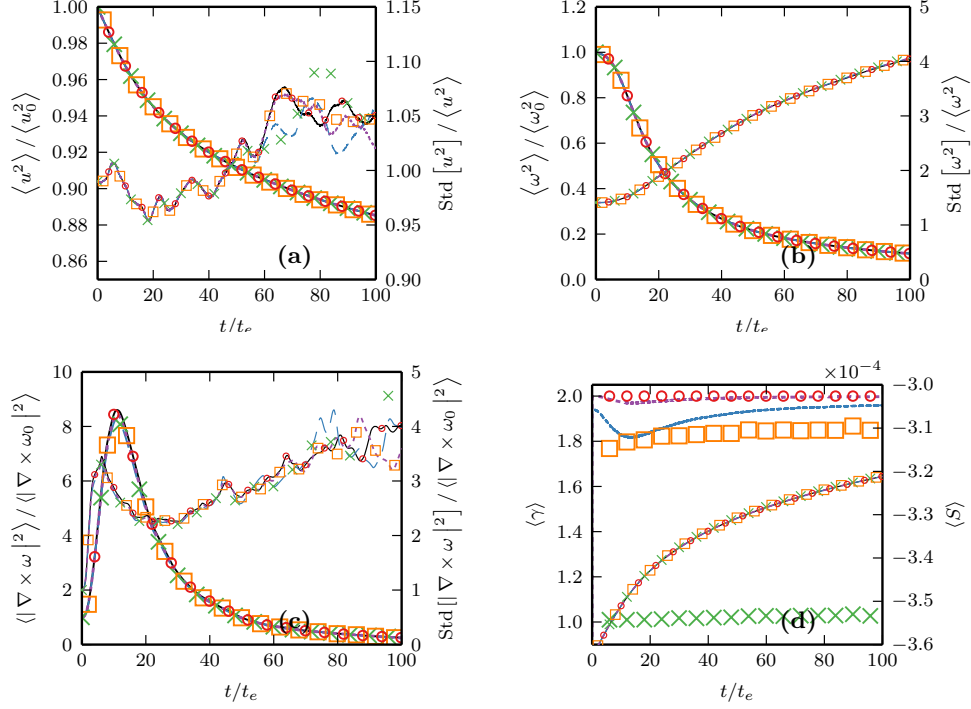 1.00
0.98
0.96
0.94
0.92
0.90
0.88
0.86
⟨u²⟩ / ⟨u₀²⟩
1.15
1.10
1.05
1.00
0.95
0.90
Std [u²] / ⟨u²⟩
(a)
0 20 40 60 80 100
t/tₑ
1.2
1.0
0.8
0.6
0.4
0.2
0.0
⟨ω²⟩ / ⟨ω₀²⟩
5
4
3
2
1
0
Std [ω²] / ⟨ω²⟩
(b)
0 20 40 60 80 100
t/tₑ
10
8
6
4
2
0
⟨| ∇ × ω |²⟩ / ⟨| ∇ × ω₀ |²⟩
5
4
3
2
1
0
Std [| ∇ × ω |²] / ⟨| ∇ × ω |²⟩
(c)
0 20 40 60 80 100
t/tₑ
×10⁻⁴
2.0
1.8
1.6
1.4
1.2
1.0
⟨γ⟩
−3.0
−3.1
−3.2
−3.3
−3.4
−3.5
−3.6
⟨S⟩
(d)
0 20 40 60 80 100
t/tₑ